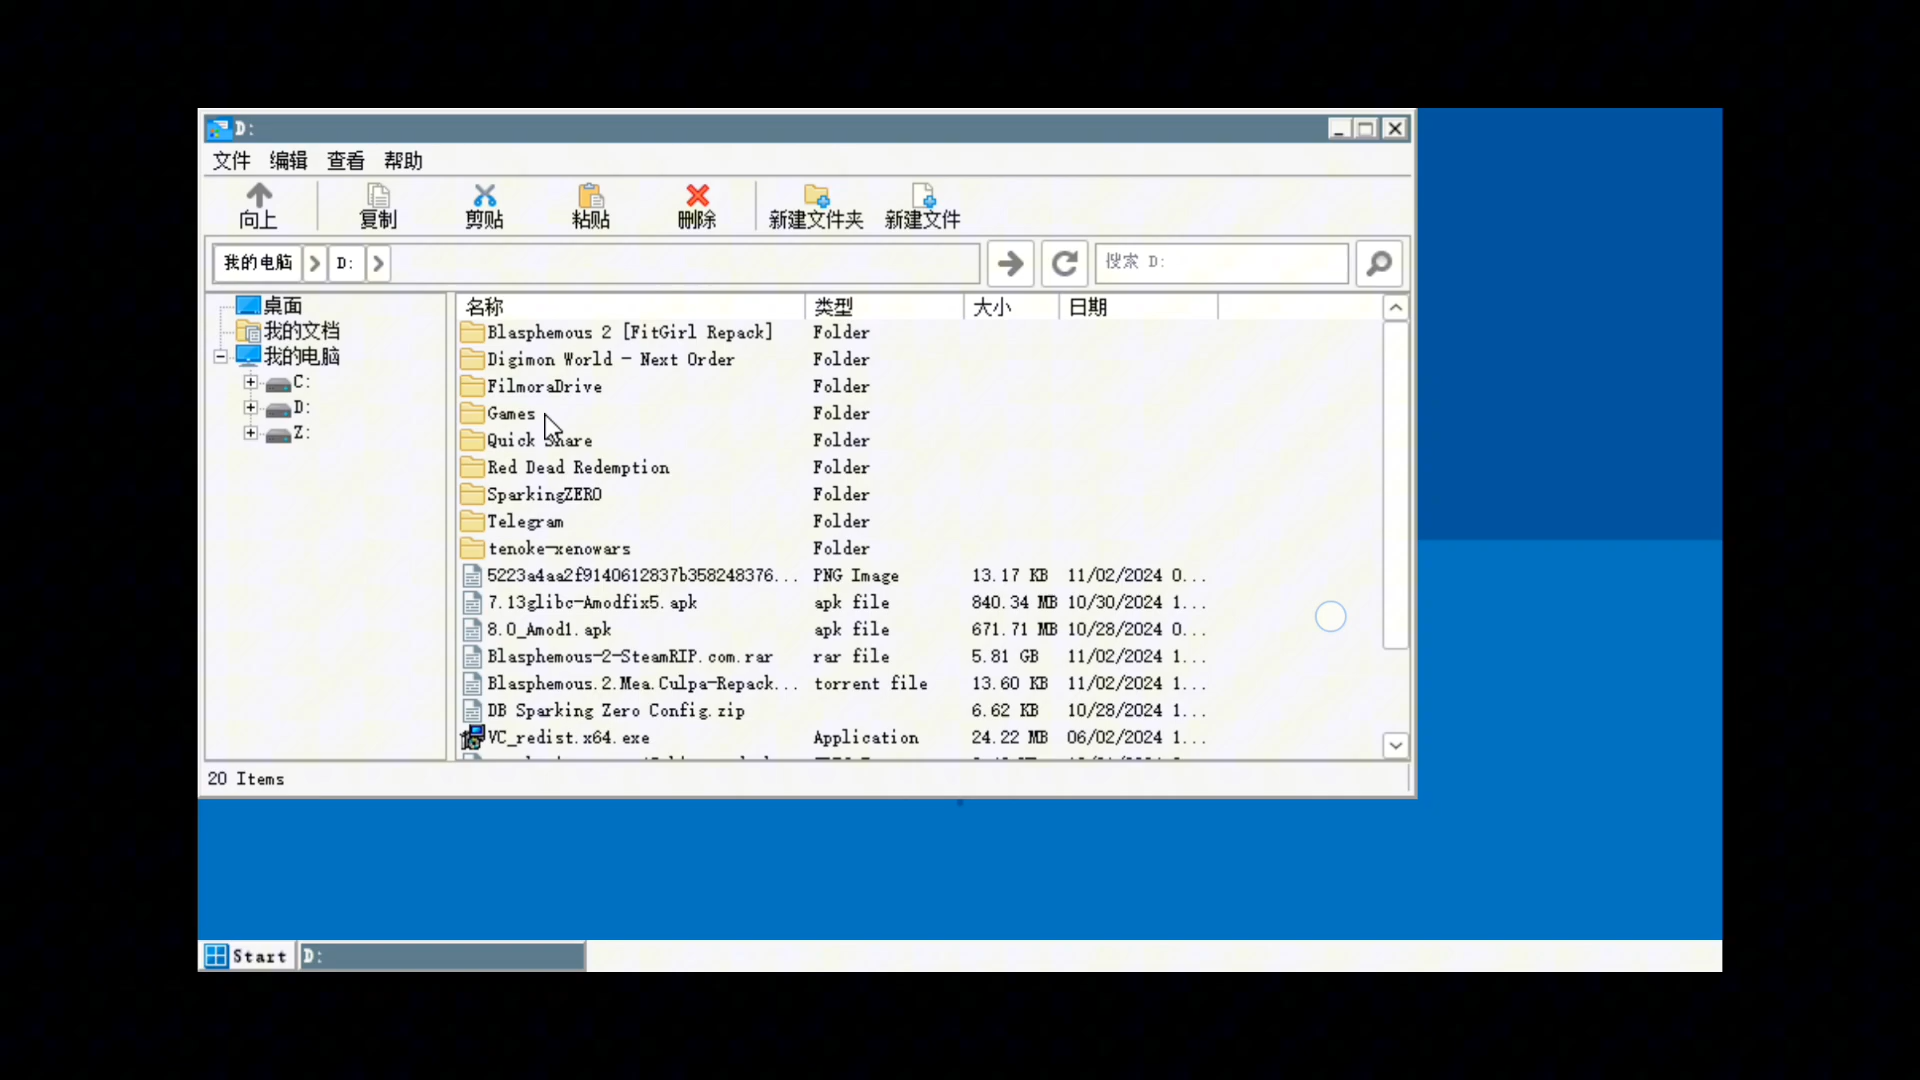 D:
文件 编辑 查看 帮助
向上 复制 剪贴 粘贴 删除 新建文件夹 新建文件
我的电脑 D: 搜索 D:
桌面
我的文档
我的电脑
C:
D:
Z:
名称 类型 大小 日期
Blasphemous 2 [FitGirl Repack] Folder
Digimon World - Next Order Folder
FilmoraDrive Folder
Games Folder
Quick Share Folder
Red Dead Redemption Folder
SparkingZERO Folder
Telegram Folder
tenoke-xenowars Folder
5223a4aa2f9140612837b358248376... PNG Image 13.17 KB 11/02/2024 0...
7.13glibc-Amodfix5.apk apk file 840.34 MB 10/30/2024 1...
8.0_Amod1.apk apk file 671.71 MB 10/28/2024 0...
Blasphemous-2-SteamRIP.com.rar rar file 5.81 GB 11/02/2024 1...
Blasphemous.2.Mea.Culpa-Repack... torrent file 13.60 KB 11/02/2024 1...
DB Sparking Zero Config.zip 6.62 KB 10/28/2024 1...
VC_redist.x64.exe Application 24.22 MB 06/02/2024 1...
20 Items
Start D: